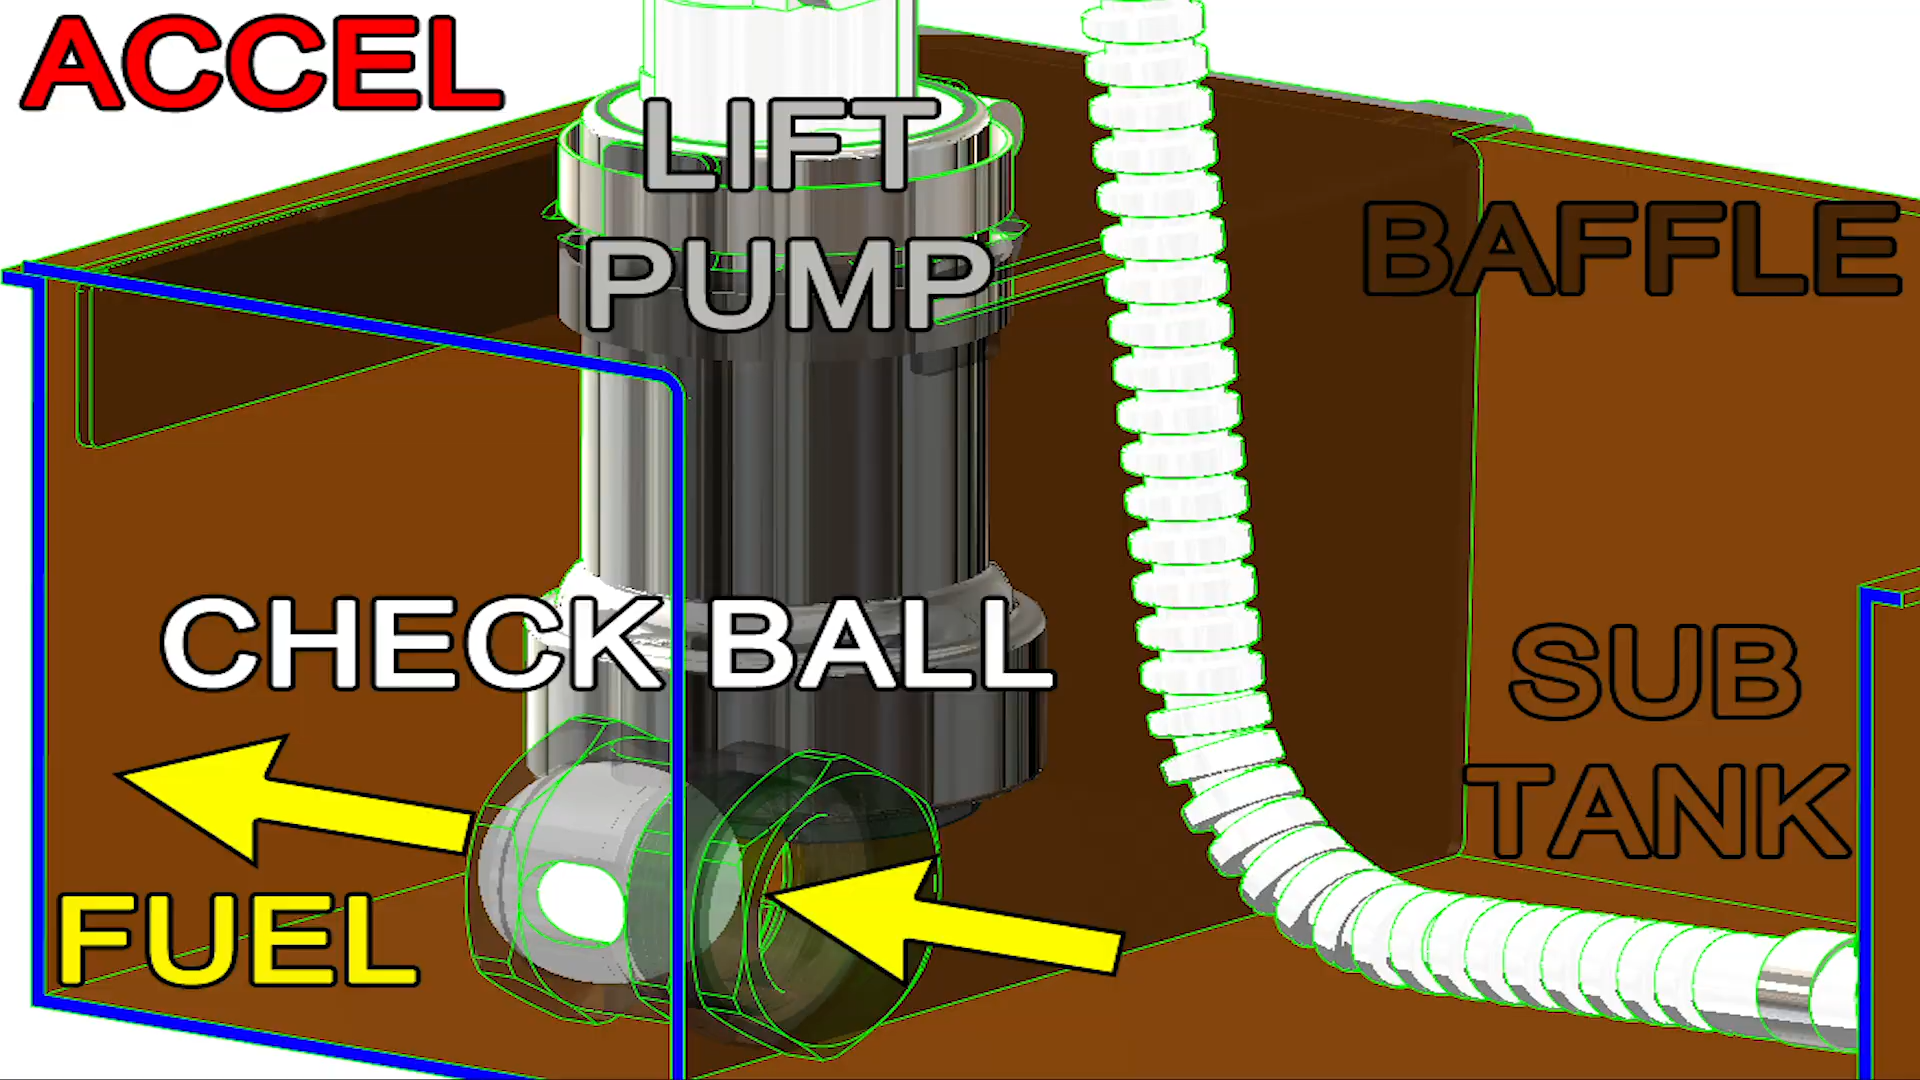 ACCEL
LIFT
PUMP
BAFFLE
CHECK BALL
SUB
TANK
FUEL